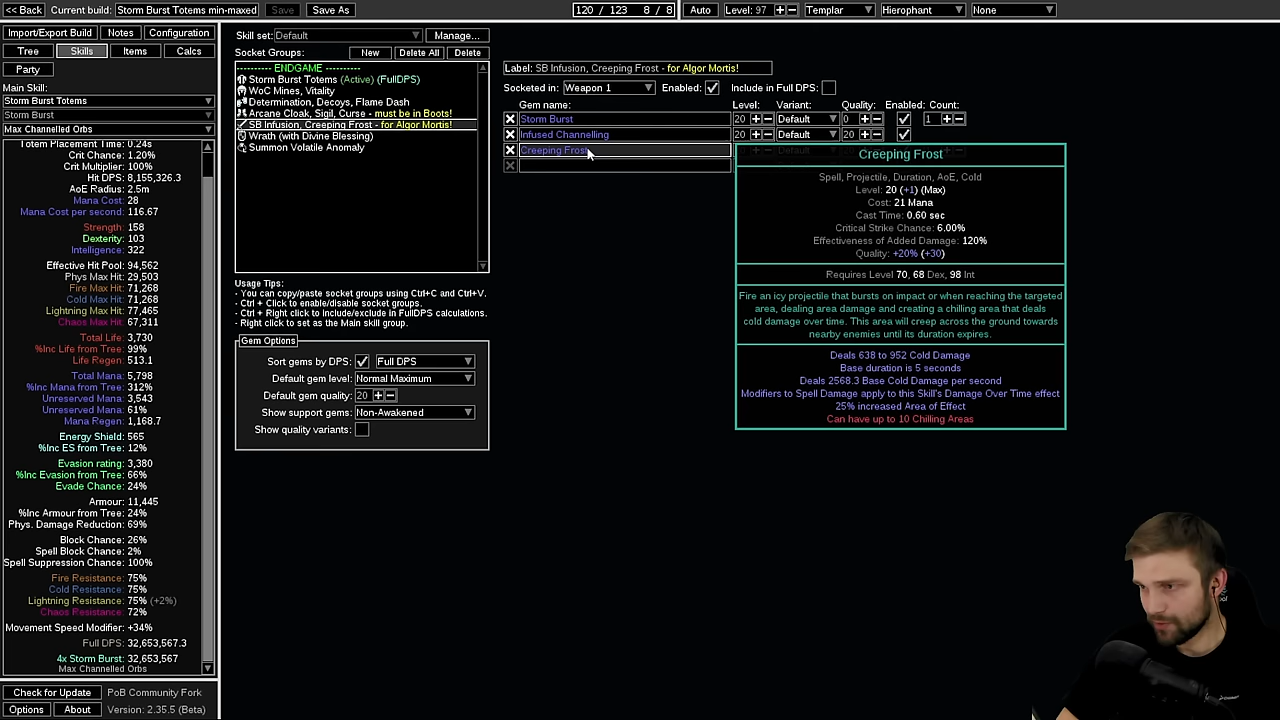 << Back
Current build: Storm Burst Totems min-maxed
Save
Save As
120 / 123 8 / 8
Auto
Level: 97
Templar
Hierophant
None
Import/Export Build
Notes
Configuration
Tree
Skills
Items
Calcs
Party
Main Skill:
Storm Burst Totems
Storm Burst
Max Channelled Orbs
Totem Placement Time: 0.24s
Crit Chance: 1.20%
Crit Multiplier: 100%
Hit DPS: 8,155,326.3
AoE Radius: 2.5m
Mana Cost: 28
Mana Cost per second: 116.67
Strength: 158
Dexterity: 103
Intelligence: 322
Effective Hit Pool: 94,562
Phys Max Hit: 29,503
Fire Max Hit: 71,268
Cold Max Hit: 71,268
Lightning Max Hit: 77,465
Chaos Max Hit: 67,311
Total Life: 3,730
%Inc Life from Tree: 99%
Life Regen: 513.1
Total Mana: 5,798
%Inc Mana from Tree: 312%
Unreserved Mana: 3,543
Unreserved Mana: 61%
Mana Regen: 1,168.7
Energy Shield: 565
%Inc ES from Tree: 12%
Evasion rating: 3,380
%Inc Evasion from Tree: 66%
Evade Chance: 24%
Armour: 11,445
%Inc Armour from Tree: 24%
Phys. Damage Reduction: 69%
Block Chance: 26%
Spell Block Chance: 2%
Spell Suppression Chance: 100%
Fire Resistance: 75%
Cold Resistance: 75%
Lightning Resistance: 75% (+2%)
Chaos Resistance: 72%
Movement Speed Modifier: +34%
Full DPS: 32,653,567.3
4x Storm Burst: 32,653,567
Max Channelled Orbs
Check for Update
PoB Community Fork
Options
About
Version: 2.35.5 (Beta)
Skill set: Default
Manage...
Socket Groups:
New
Delete All
Delete
---------- ENDGAME ----------
Storm Burst Totems (Active) (FullDPS)
WoC Mines, Vitality
Determination, Decoys, Flame Dash
Arcane Cloak, Sigil, Curse - must be in Boots!
SB Infusion, Creeping Frost - for Algor Mortis!
Wrath (with Divine Blessing)
Summon Volatile Anomaly
Usage Tips:
- You can copy/paste socket groups using Ctrl+C and Ctrl+V.
- Ctrl + Click to enable/disable socket groups.
- Ctrl + Right click to include/exclude in FullDPS calculations.
- Right click to set as the Main skill group.
Gem Options
Sort gems by DPS: Full DPS
Default gem level: Normal Maximum
Default gem quality: 20
Show support gems: Non-Awakened
Show quality variants:
Label: SB Infusion, Creeping Frost - for Algor Mortis!
Socketed in: Weapon 1
Enabled:
Include in Full DPS:
Gem name:
Level:
Variant:
Quality:
Enabled:
Count:
Storm Burst 20 Default 0 1
Infused Channelling 20 Default 20
Creeping Frost
Creeping Frost
Spell, Projectile, Duration, AoE, Cold
Level: 20 (+1) (Max)
Cost: 21 Mana
Cast Time: 0.60 sec
Critical Strike Chance: 6.00%
Effectiveness of Added Damage: 120%
Quality: +20% (+30)
Requires Level 70, 68 Dex, 98 Int
Fire an icy projectile that bursts on impact or when reaching the targeted
area, dealing area damage and creating a chilling area that deals
cold damage over time. This area will creep across the ground towards
nearby enemies until its duration expires.
Deals 638 to 952 Cold Damage
Base duration is 5 seconds
Deals 2568.3 Base Cold Damage per second
Modifiers to Spell Damage apply to this Skill's Damage Over Time effect
25% increased Area of Effect
Can have up to 10 Chilling Areas